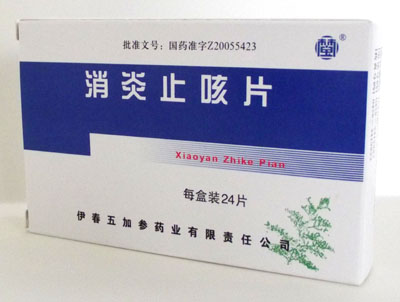 批准文号：国药准字Z20055423
®
消炎止咳片
Xiaoyan Zhike Pian
每盒装24片
伊春五加参药业有限责任公司